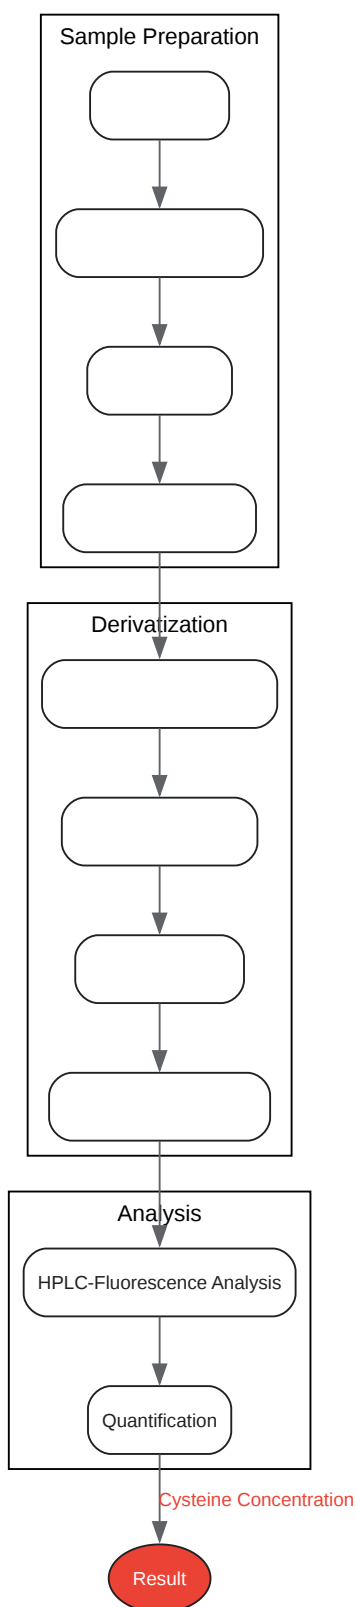 Sample Preparation
Derivatization
Analysis
HPLC-Fluorescence Analysis
Quantification
Cysteine Concentration
Result